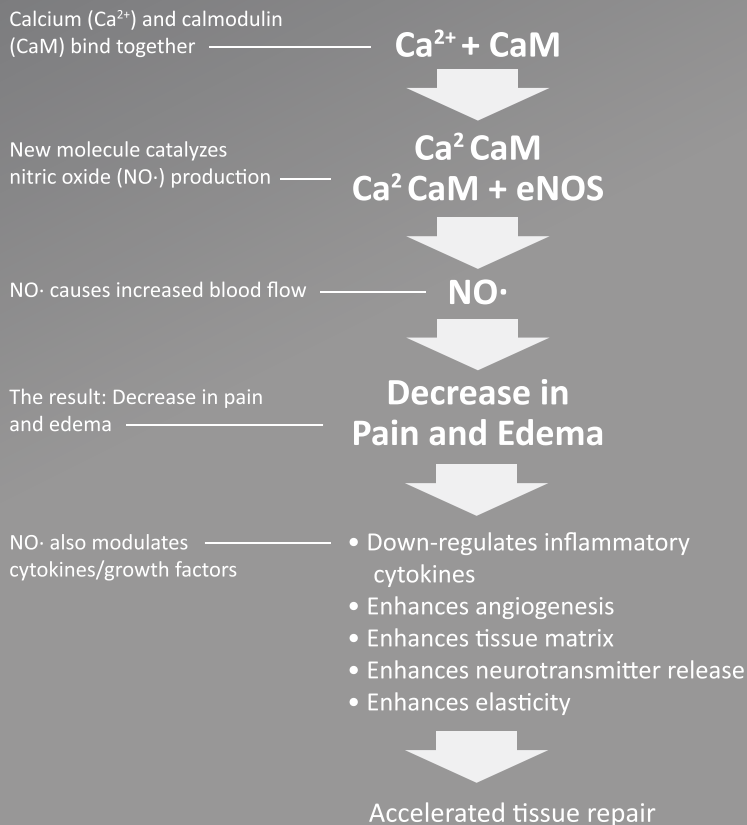 Calcium (Ca²⁺) and calmodulin
(CaM) bind together
Ca²⁺ + CaM
New molecule catalyzes
nitric oxide (NO·) production
Ca² CaM
Ca² CaM + eNOS
NO· causes increased blood flow
NO·
The result: Decrease in pain
and edema
Decrease in
Pain and Edema
NO· also modulates
cytokines/growth factors
• Down-regulates inflammatory
cytokines
• Enhances angiogenesis
• Enhances tissue matrix
• Enhances neurotransmitter release
• Enhances elasticity
Accelerated tissue repair